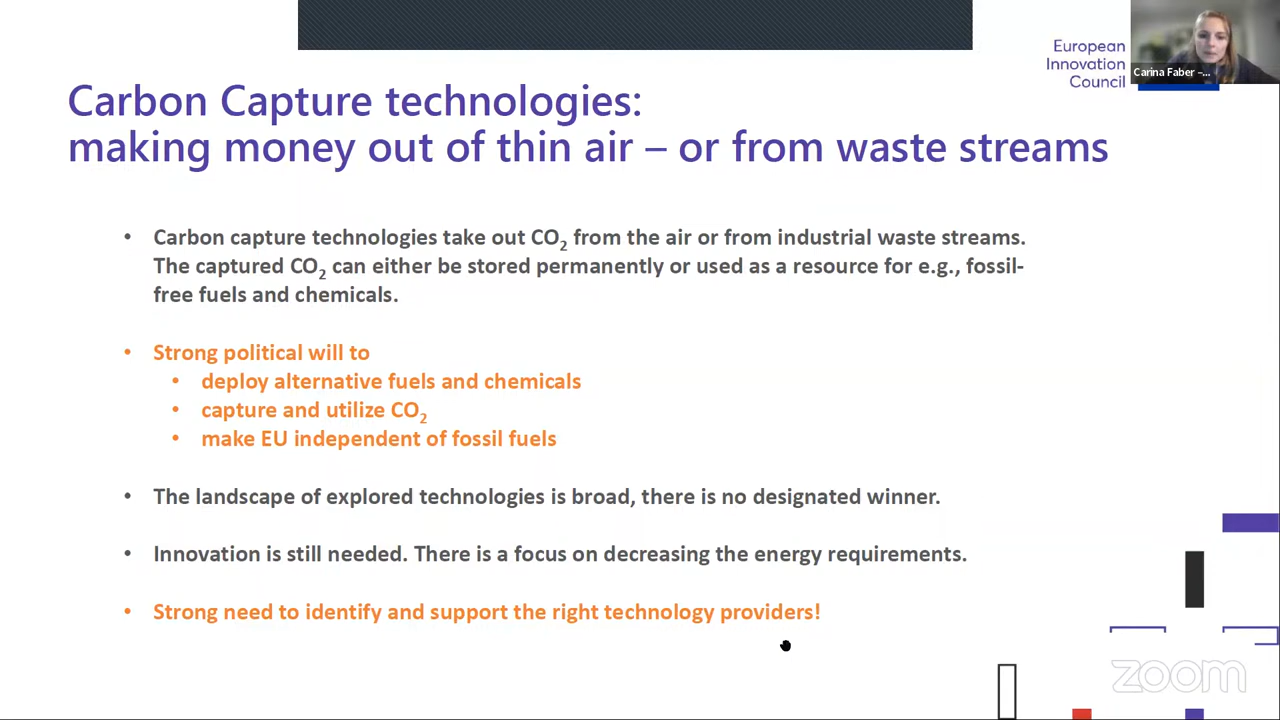 European
Innovation
Council
Carina Faber –...
Carbon Capture technologies:
making money out of thin air – or from waste streams
• Carbon capture technologies take out CO₂ from the air or from industrial waste streams.
The captured CO₂ can either be stored permanently or used as a resource for e.g., fossil-
free fuels and chemicals.
• Strong political will to
• deploy alternative fuels and chemicals
• capture and utilize CO₂
• make EU independent of fossil fuels
• The landscape of explored technologies is broad, there is no designated winner.
• Innovation is still needed. There is a focus on decreasing the energy requirements.
• Strong need to identify and support the right technology providers!
zoom